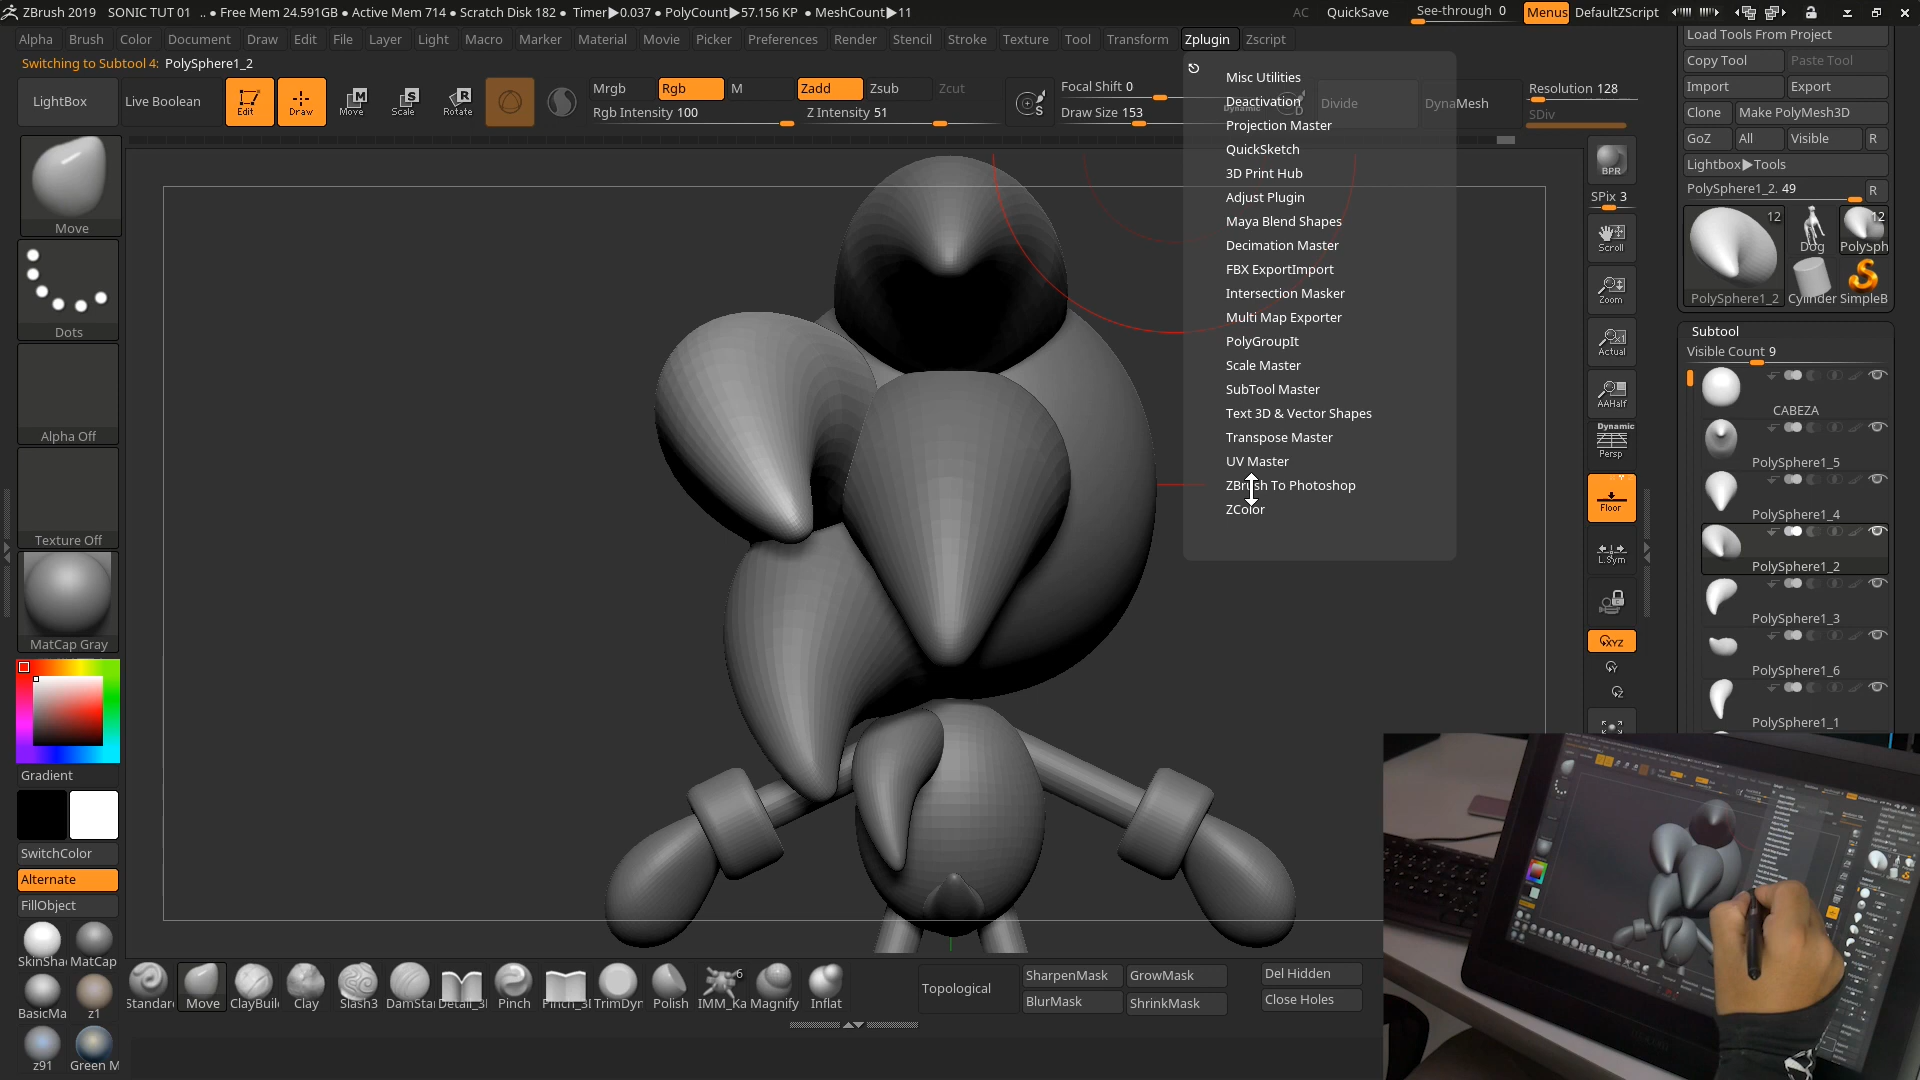 ZBrush 2019 SONIC TUT 01 .. ● Free Mem 24.591GB ● Active Mem 714 ● Scratch Disk 182 ● Timer▶0.037 ● PolyCount▶57.156 KP ● MeshCount▶11 AC QuickSave See-through 0 Menus DefaultZScript
Alpha Brush Color Document Draw Edit File Layer Light Macro Marker Material Movie Picker Preferences Render Stencil Stroke Texture Tool Transform Zplugin Zscript
Switching to Subtool 4: PolySphere1_2
LightBox
Live Boolean
Edit
Draw
Move
Scale
Rotate
Mrgb Rgb M Zadd Zsub Zcut
Rgb Intensity 100 Z Intensity 51
Focal Shift 0
Draw Size 153
Dynamic
Divide
DynaMesh
Resolution 128
SDiv
Misc Utilities
Deactivation
Projection Master
QuickSketch
3D Print Hub
Adjust Plugin
Maya Blend Shapes
Decimation Master
FBX ExportImport
Intersection Masker
Multi Map Exporter
PolyGroupIt
Scale Master
SubTool Master
Text 3D & Vector Shapes
Transpose Master
UV Master
ZBrush To Photoshop
ZColor
Move
Dots
Alpha Off
Texture Off
MatCap Gray
Gradient
SwitchColor
Alternate
FillObject
SkinSha MatCap
BasicMa z1
z91 Green M
BPR
SPix 3
Scroll
Zoom
Actual
AAHalf
Dynamic
Persp
Floor
L.Sym
XYZ
Y
Z
Load Tools From Project
Copy Tool Paste Tool
Import Export
Clone Make PolyMesh3D
GoZ All Visible R
Lightbox▶Tools
PolySphere1_2. 49 R
12 12
Dog PolySph
PolySphere1_2 Cylinder SimpleB
Subtool
Visible Count 9
CABEZA
PolySphere1_5
PolySphere1_4
PolySphere1_2
PolySphere1_3
PolySphere1_6
PolySphere1_1
Standard Move ClayBuil Clay Slash3 DamSta Detail_3 Pinch Pinch_3 TrimDyn Polish IMM_Ka 6 Magnify Inflat
Topological
SharpenMask GrowMask
BlurMask ShrinkMask
Del Hidden
Close Holes